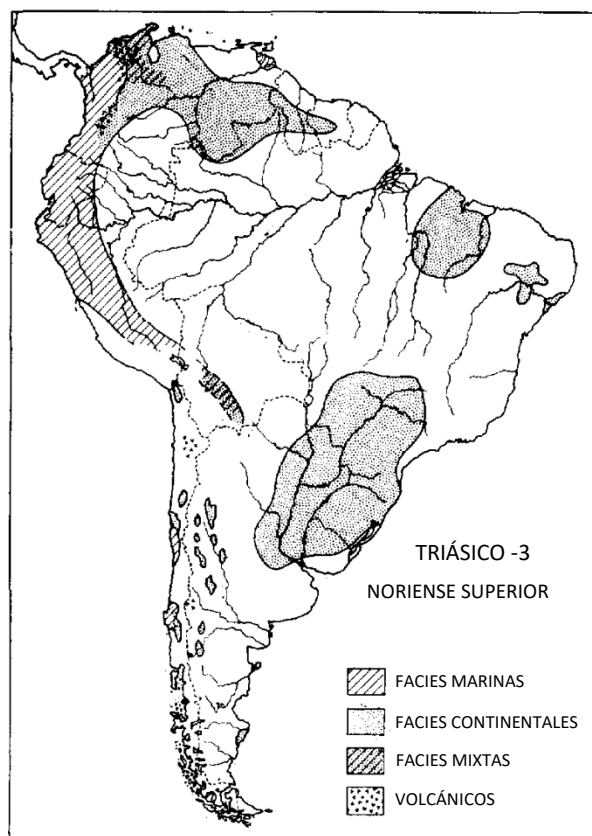 TRIÁSICO -3
NORIENSE SUPERIOR
FACIES MARINAS
FACIES CONTINENTALES
FACIES MIXTAS
VOLCÁNICOS